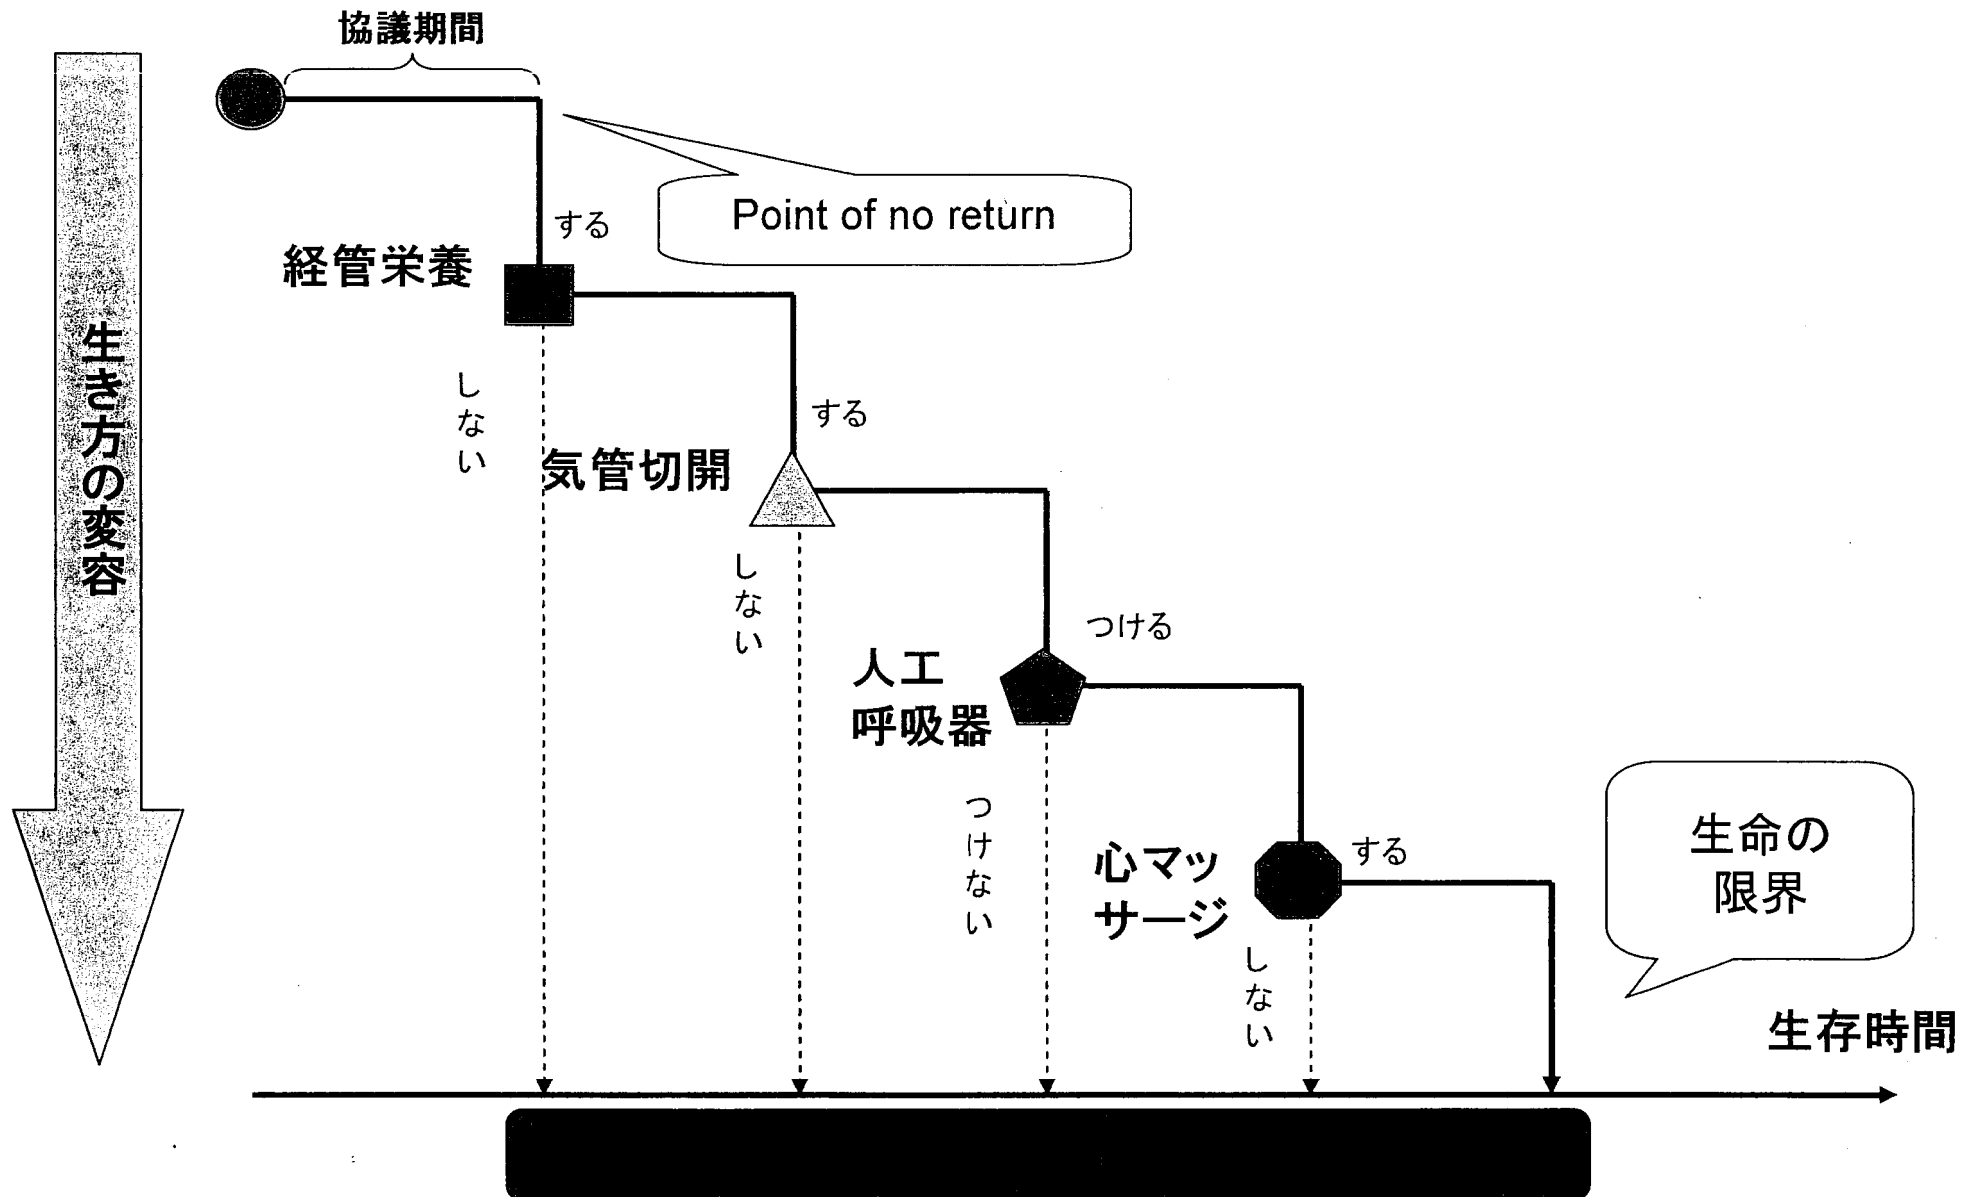 協議期間
Point of no return
する
経管栄養
しない
する
気管切開
しない
つける
人工
呼吸器
つけない
心マッ
サージ
する
しない
生命の
限界
生存時間
生き方の変容